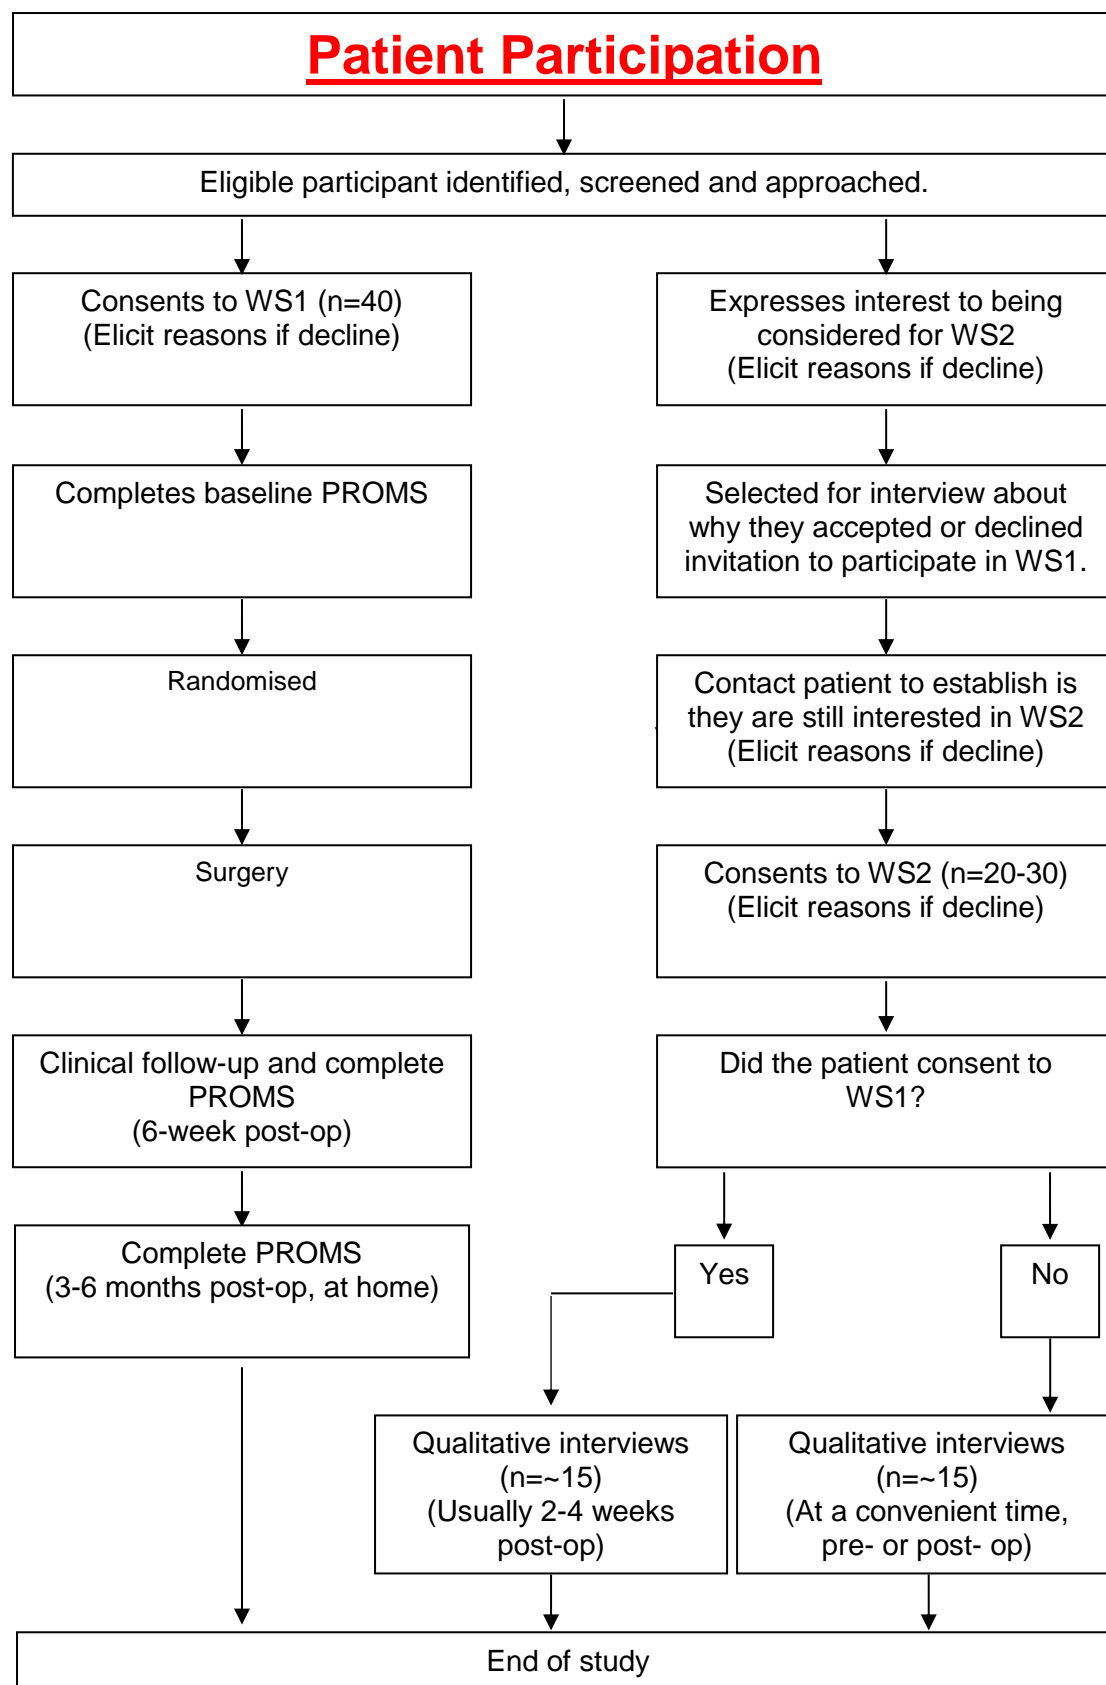 Patient Participation
Eligible participant identified, screened and approached.
Consents to WS1 (n=40)
(Elicit reasons if decline)
Expresses interest to being
considered for WS2
(Elicit reasons if decline)
Completes baseline PROMS
Selected for interview about
why they accepted or declined
invitation to participate in WS1.
Randomised
Contact patient to establish is
they are still interested in WS2
(Elicit reasons if decline)
Surgery
Consents to WS2 (n=20-30)
(Elicit reasons if decline)
Clinical follow-up and complete
PROMS
(6-week post-op)
Did the patient consent to
WS1?
Complete PROMS
(3-6 months post-op, at home)
Yes
No
Qualitative interviews
(n=~15)
(Usually 2-4 weeks
post-op)
Qualitative interviews
(n=~15)
(At a convenient time,
pre- or post- op)
End of study